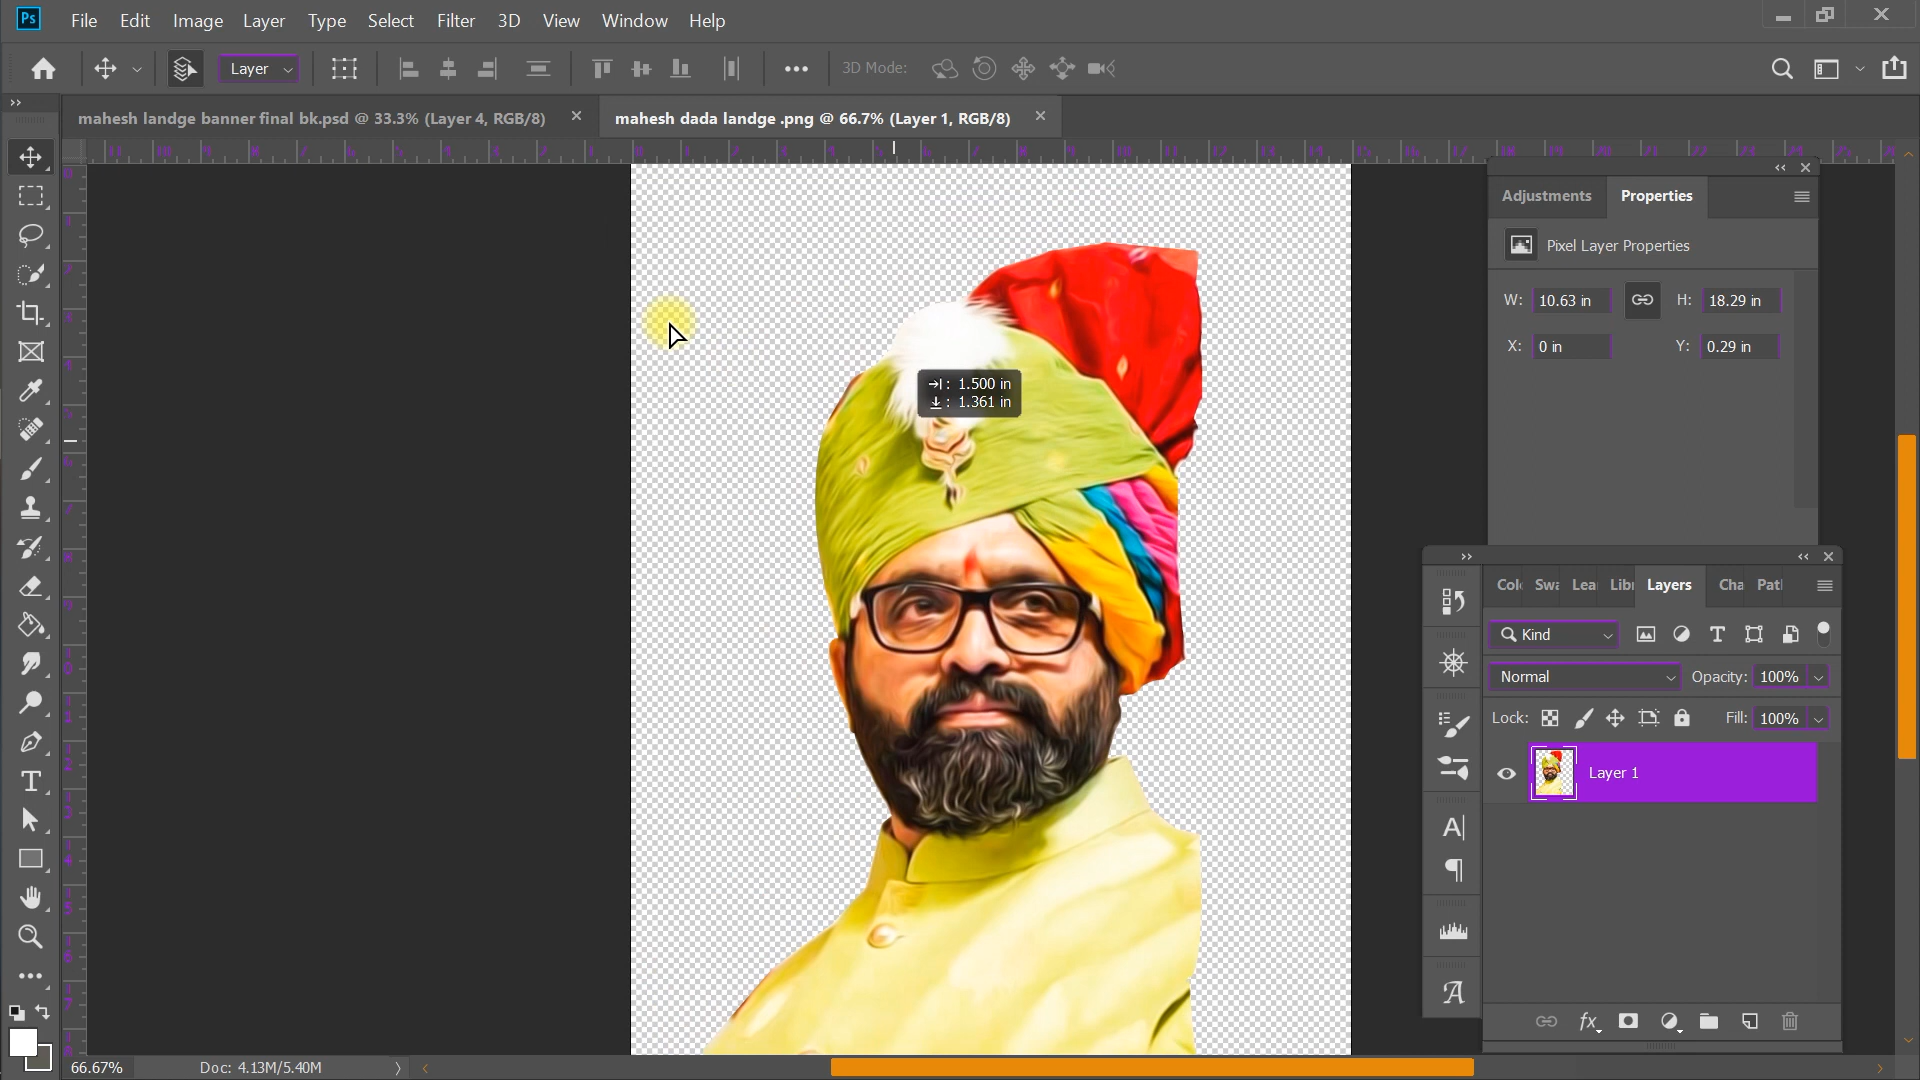 Ps File Edit Image Layer Type Select Filter 3D View Window Help
Layer 3D Mode:
mahesh landge banner final bk.psd @ 33.3% (Layer 4, RGB/8) mahesh dada landge .png @ 66.7% (Layer 1, RGB/8)
Adjustments Properties
Pixel Layer Properties
W: 10.63 in H: 18.29 in
X: 0 in Y: 0.29 in
: 1.500 in
: 1.361 in
Colo Swa Lea Libr Layers Cha Patl
Kind
Normal Opacity: 100%
Lock: Fill: 100%
Layer 1
66.67% Doc: 4.13M/5.40M